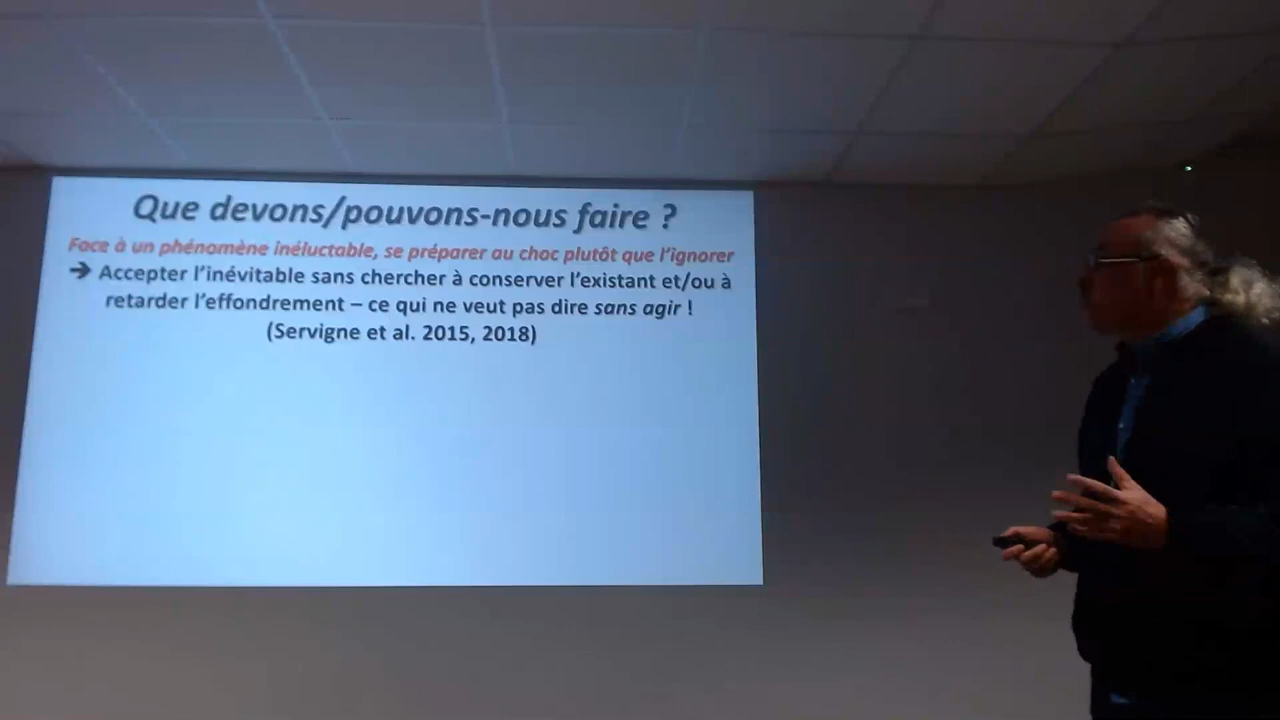 Que devons/pouvons-nous faire ?
Face à un phénomène inéluctable, se préparer au choc plutôt que l'ignorer
➔ Accepter l'inévitable sans chercher à conserver l'existant et/ou à
retarder l'effondrement – ce qui ne veut pas dire sans agir !
(Servigne et al. 2015, 2018)